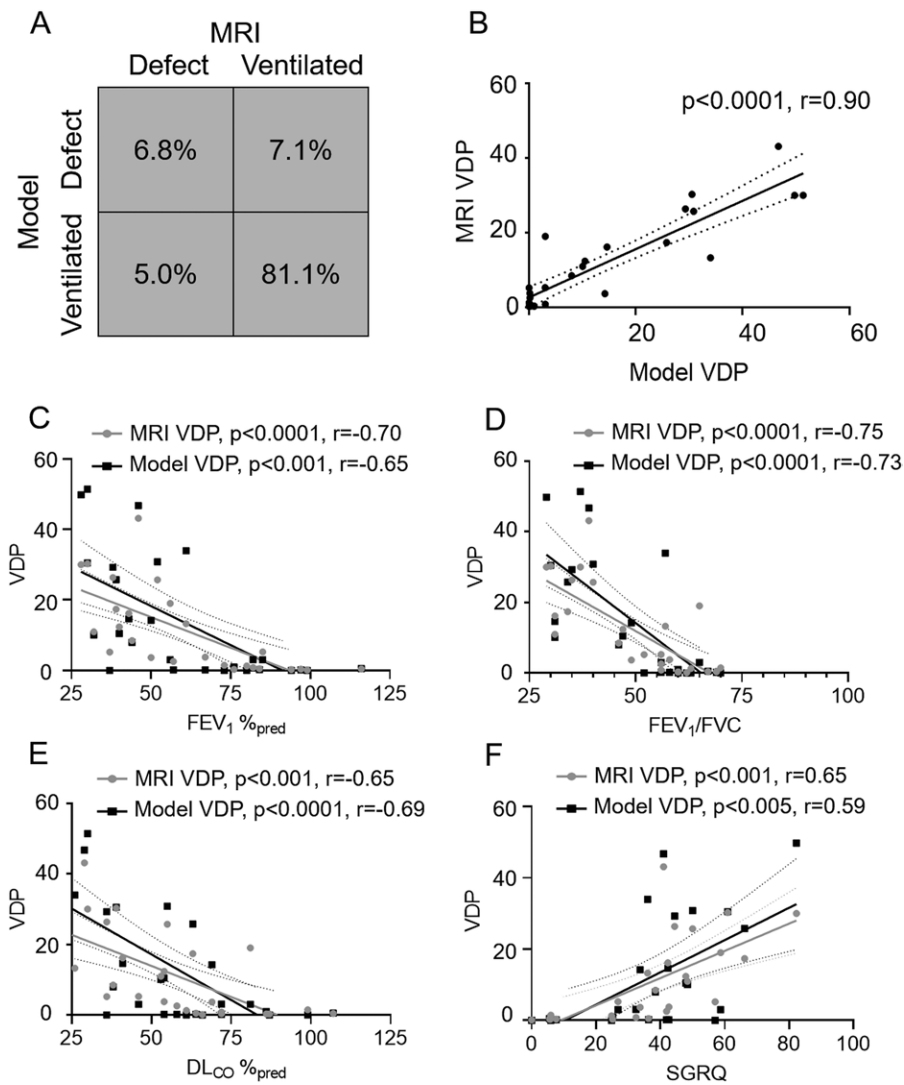 A
MRI
Defect Ventilated
Model
Defect
Ventilated
6.8% 7.1%
5.0% 81.1%
B
p<0.0001, r=0.90
MRI VDP
60
40
20
0
20 40 60
Model VDP
C
MRI VDP, p<0.0001, r=-0.70
Model VDP, p<0.001, r=-0.65
VDP
60
40
20
0
25 50 75 100 125
FEV1 %pred
D
MRI VDP, p<0.0001, r=-0.75
Model VDP, p<0.0001, r=-0.73
VDP
60
40
20
0
25 50 75 100
FEV1/FVC
E
MRI VDP, p<0.001, r=-0.65
Model VDP, p<0.0001, r=-0.69
VDP
60
40
20
0
25 50 75 100 125
DLCO %pred
F
MRI VDP, p<0.001, r=0.65
Model VDP, p<0.005, r=0.59
VDP
60
40
20
0
0 20 40 60 80 100
SGRQ